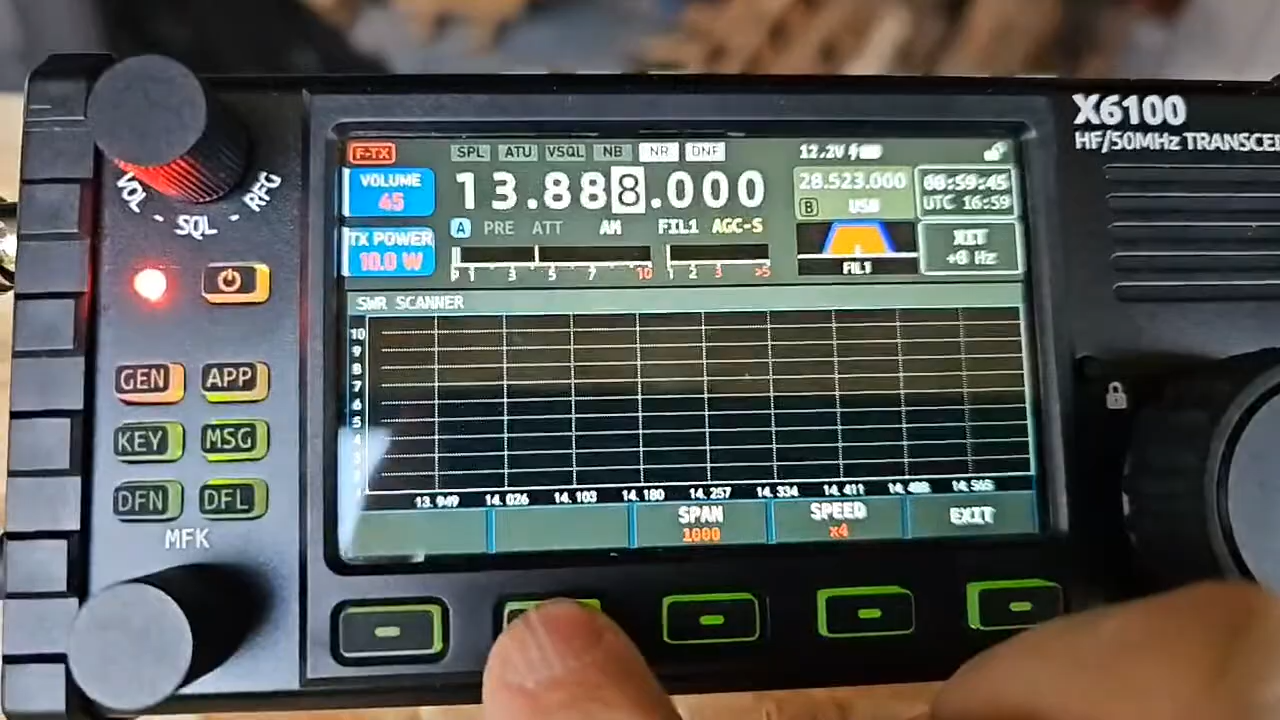 X6100
HF/50MHz TRANSCEI
F-TX SPL ATU VSQL NB NR DNF 12.2V
VOLUME
45
13.888.000
28.523.000
B USB
00:59:45
UTC 16:59
A PRE ATT AM FIL1 AGC-S
TX POWER
10.0 W
P 1 3 5 7 10 1 2 3 >5
FIL1
XIT
+0 Hz
SWR SCANNER
10
9
8
7
6
5
4
3
13.949 14.026 14.103 14.180 14.257 14.334 14.411 14.488 14.565
SPAN
1000
SPEED
x4
EXIT
VOL - SQL - RFG
GEN APP
KEY MSG
DFN DFL
MFK